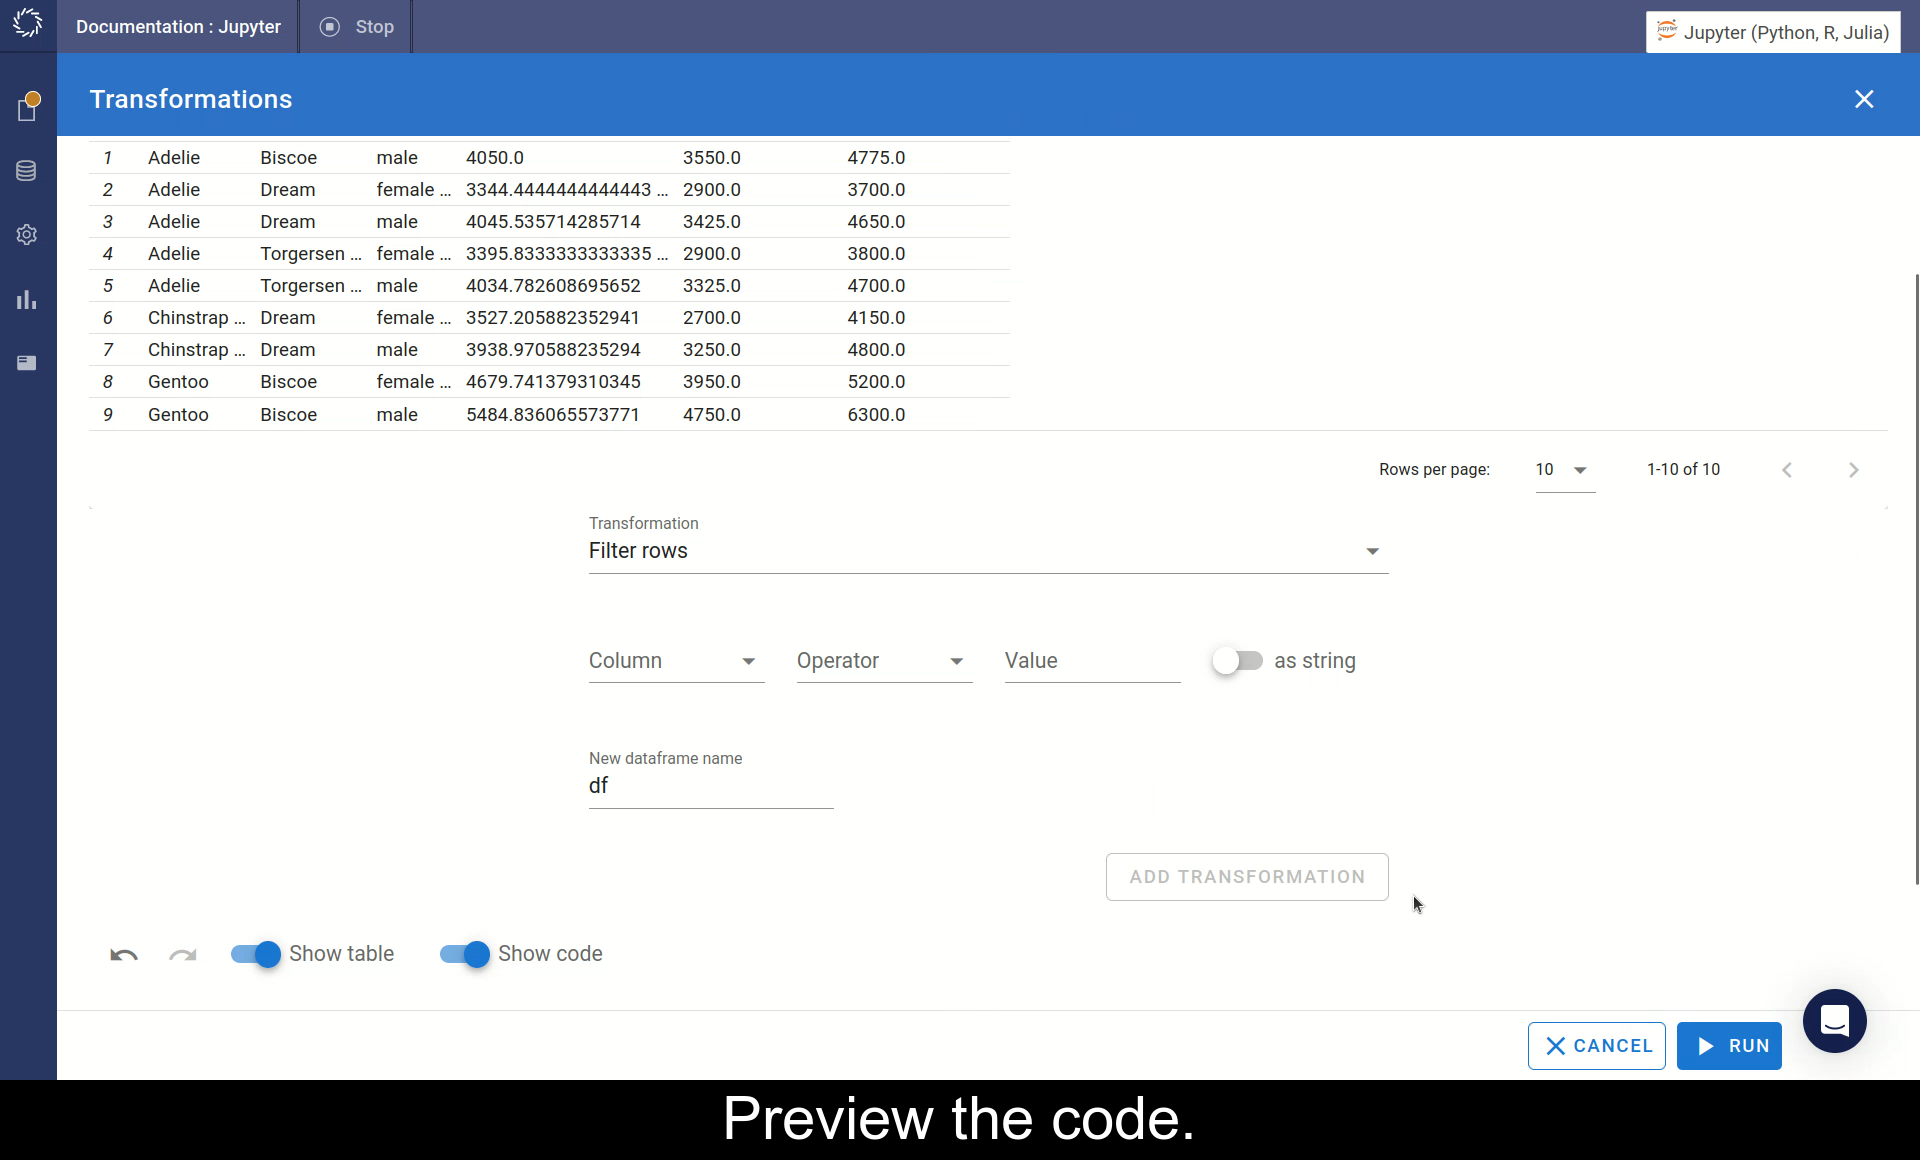 Documentation : Jupyter
Stop
Jupyter (Python, R, Julia)
Transformations
1 Adelie Biscoe male 4050.0 3550.0 4775.0
2 Adelie Dream female ... 3344.4444444444443 ... 2900.0 3700.0
3 Adelie Dream male 4045.535714285714 3425.0 4650.0
4 Adelie Torgersen ... female ... 3395.8333333333335 ... 2900.0 3800.0
5 Adelie Torgersen ... male 4034.782608695652 3325.0 4700.0
6 Chinstrap ... Dream female ... 3527.205882352941 2700.0 4150.0
7 Chinstrap ... Dream male 3938.970588235294 3250.0 4800.0
8 Gentoo Biscoe female ... 4679.741379310345 3950.0 5200.0
9 Gentoo Biscoe male 5484.836065573771 4750.0 6300.0
Rows per page: 10 1-10 of 10
Transformation
Filter rows
Column Operator Value as string
New dataframe name
df
ADD TRANSFORMATION
Show table Show code
CANCEL RUN
Preview the code.